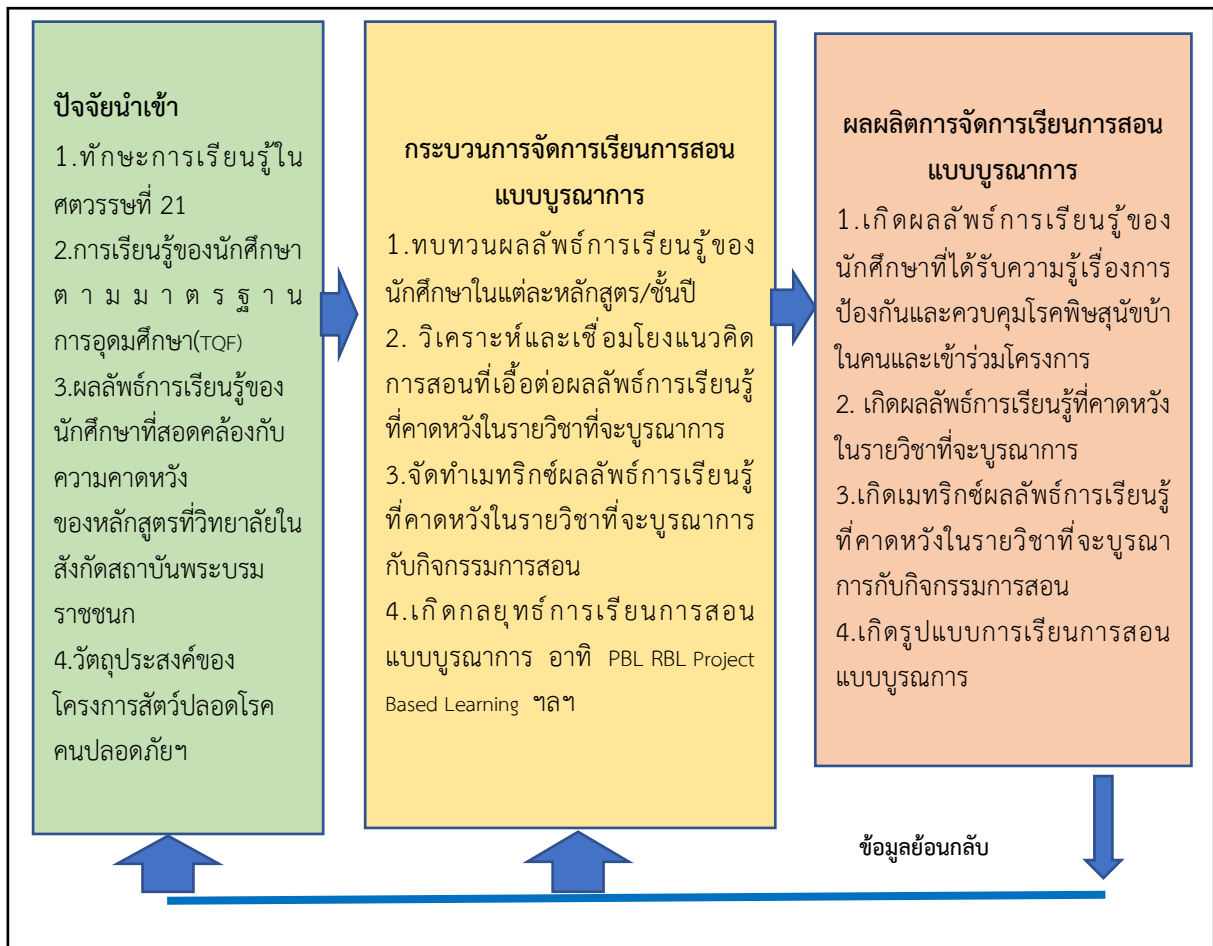 ปัจจัยนำเข้า
1.ทักษะการเรียนรู้ใน
ศตวรรษที่ 21
2.การเรียนรู้ของนักศึกษา
ตามมาตรฐาน
การอุดมศึกษา(TQF)
3.ผลลัพธ์การเรียนรู้ของ
นักศึกษาที่สอดคล้องกับ
ความคาดหวัง
ของหลักสูตรที่วิทยาลัยใน
สังกัดสถาบันพระบรม
ราชชนก
4.วัตถุประสงค์ของ
โครงการสัตว์ปลอดโรค
คนปลอดภัยฯ
กระบวนการจัดการเรียนการสอน
แบบบูรณาการ
1.ทบทวนผลลัพธ์การเรียนรู้ของ
นักศึกษาในแต่ละหลักสูตร/ชั้นปี
2. วิเคราะห์และเชื่อมโยงแนวคิด
การสอนที่เอื้อต่อผลลัพธ์การเรียนรู้
ที่คาดหวังในรายวิชาที่จะบูรณาการ
3.จัดทำเมทริกซ์ผลลัพธ์การเรียนรู้
ที่คาดหวังในรายวิชาที่จะบูรณาการ
กับกิจกรรมการสอน
4.เกิดกลยุทธ์การเรียนการสอน
แบบบูรณาการ อาทิ PBL RBL Project
Based Learning ฯลฯ
ผลผลิตการจัดการเรียนการสอน
แบบบูรณาการ
1.เกิดผลลัพธ์การเรียนรู้ของ
นักศึกษาที่ได้รับความรู้เรื่องการ
ป้องกันและควบคุมโรคพิษสุนัขบ้า
ในคนและเข้าร่วมโครงการ
2. เกิดผลลัพธ์การเรียนรู้ที่คาดหวัง
ในรายวิชาที่จะบูรณาการ
3.เกิดเมทริกซ์ผลลัพธ์การเรียนรู้
ที่คาดหวังในรายวิชาที่จะบูรณา
การกับกิจกรรมการสอน
4.เกิดรูปแบบการเรียนการสอน
แบบบูรณการ
ข้อมูลย้อนกลับ